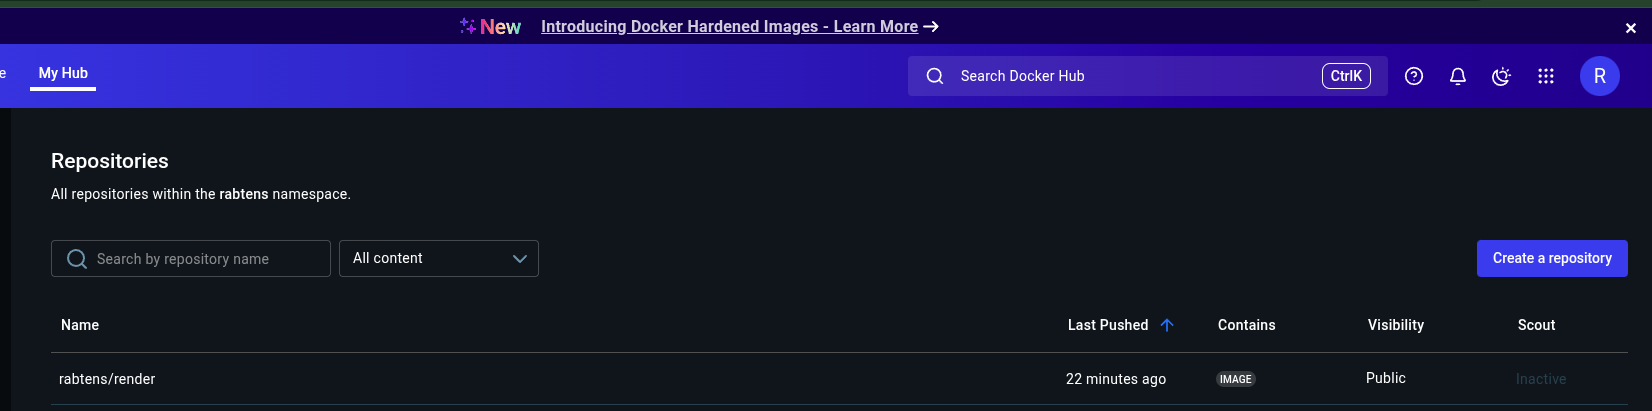 New Introducing Docker Hardened Images - Learn More
e My Hub Search Docker Hub CtrlK R
Repositories
All repositories within the rabtens namespace.
Search by repository name All content Create a repository
Name Last Pushed Contains Visibility Scout
rabtens/render 22 minutes ago IMAGE Public Inactive